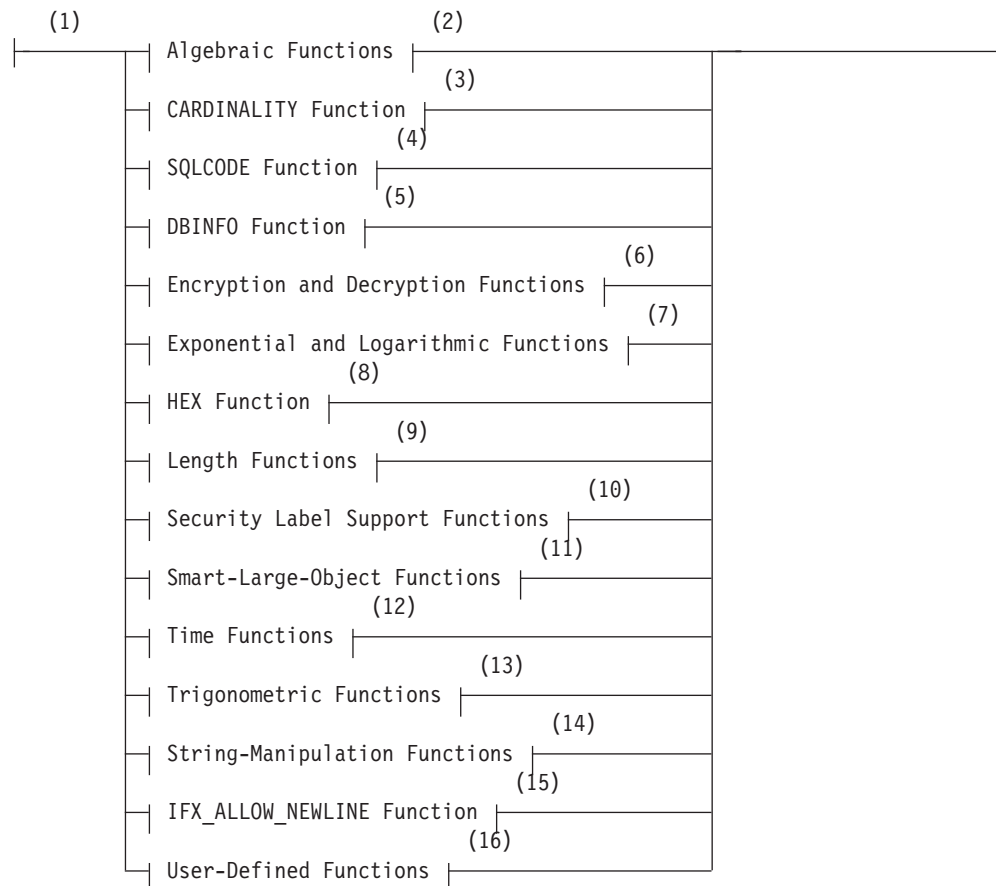 (1) (2)
Algebraic Functions
(3)
CARDINALITY Function
(4)
SQLCODE Function
(5)
DBINFO Function
(6)
Encryption and Decryption Functions
(7)
Exponential and Logarithmic Functions
(8)
HEX Function
(9)
Length Functions
(10)
Security Label Support Functions
(11)
Smart-Large-Object Functions
(12)
Time Functions
(13)
Trigonometric Functions
(14)
String-Manipulation Functions
(15)
IFX_ALLOW_NEWLINE Function
(16)
User-Defined Functions